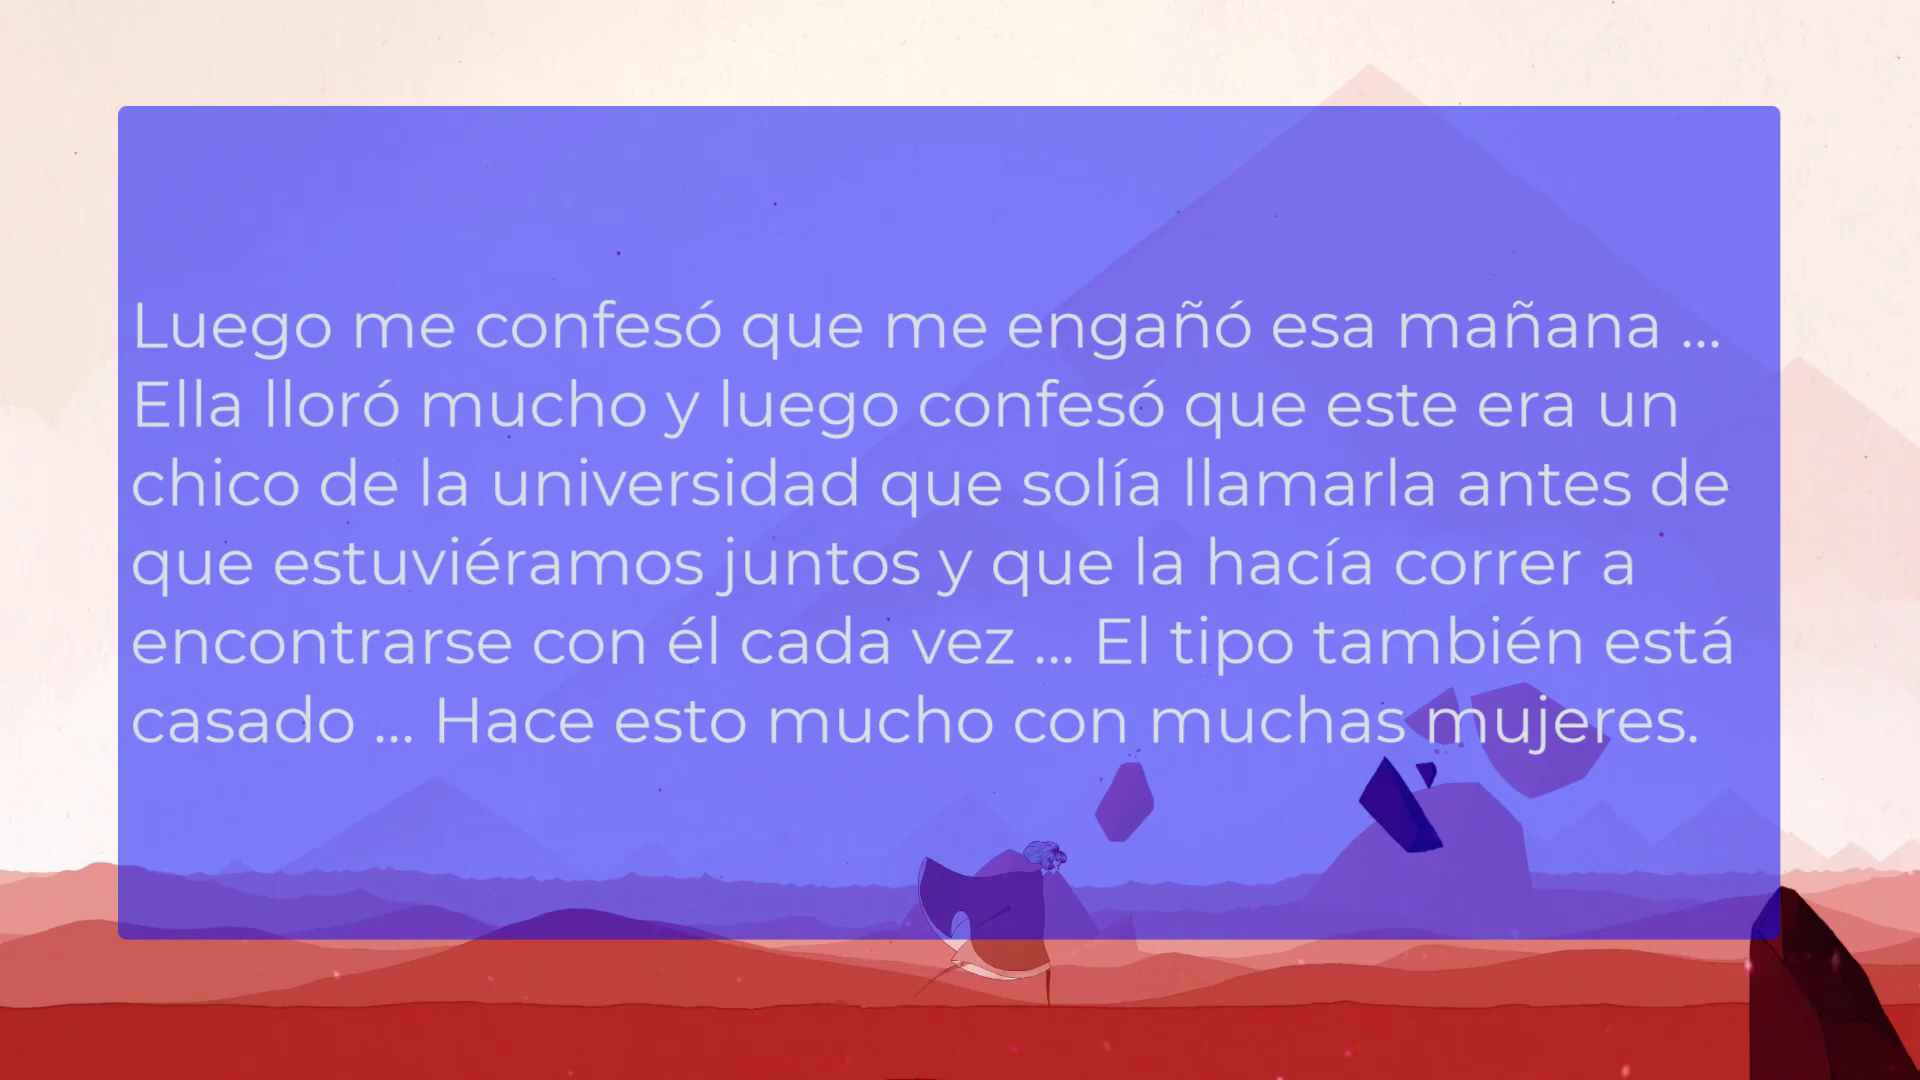 Luego me confesó que me engañó esa mañana ...
Ella lloró mucho y luego confesó que este era un
chico de la universidad que solía llamarla antes de
que estuviéramos juntos y que la hacía correr a
encontrarse con él cada vez ... El tipo también está
casado ... Hace esto mucho con muchas mujeres.